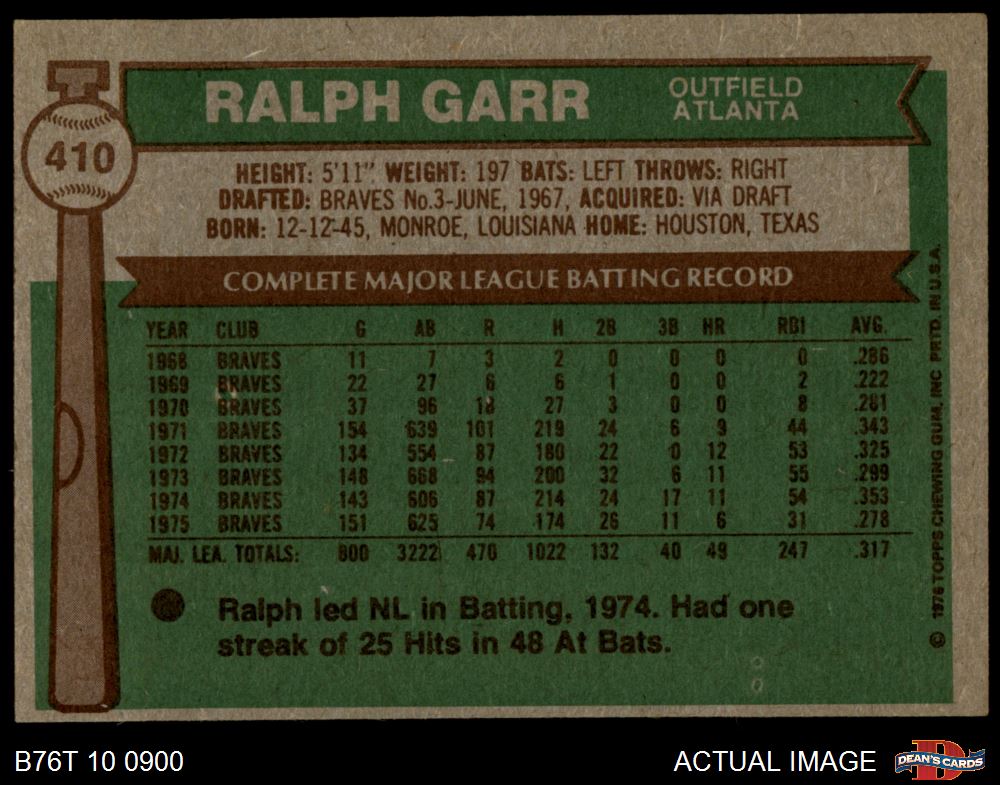 410
RALPH GARR
OUTFIELD
ATLANTA
HEIGHT: 5'11" WEIGHT: 197 BATS: LEFT THROWS: RIGHT
DRAFTED: BRAVES No.3-JUNE, 1967, ACQUIRED: VIA DRAFT
BORN: 12-12-45, MONROE, LOUISIANA HOME: HOUSTON, TEXAS
COMPLETE MAJOR LEAGUE BATTING RECORD
YEAR CLUB G AB R H 2B 3B HR RBI AVG.
1968 BRAVES 11 7 3 2 0 0 0 0 .286
1969 BRAVES 22 27 6 6 1 0 0 2 .222
1970 BRAVES 37 96 18 27 3 0 0 8 .281
1971 BRAVES 154 639 101 219 24 6 9 44 .343
1972 BRAVES 134 554 87 180 22 0 12 53 .325
1973 BRAVES 148 668 94 200 32 6 11 55 .299
1974 BRAVES 143 606 87 214 24 17 11 54 .353
1975 BRAVES 151 625 74 174 26 11 6 31 .278
MAJ. LEA. TOTALS: 800 3222 470 1022 132 40 49 247 .317
Ralph led NL in Batting, 1974. Had one
streak of 25 Hits in 48 At Bats.
© 1976 TOPPS CHEWING GUM, INC PRTD. IN U.S.A.
B76T 10 0900
ACTUAL IMAGE
D
DEAN'S CARDS